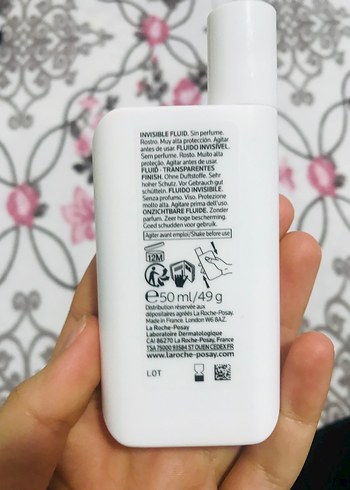 INVISIBLE FLUID. Sin perfume.
Rostro. Muy alta protección. Agitar
antes de usar. FLUIDO INVISÍVEL.
Sem perfume. Rosto. Muito alta
proteção. Agitar antes de usar.
FLUID - TRANSPARENTES
FINISH. Ohne Duftstoffe. Sehr
hoher Schutz. Vor Gebrauch gut
schütteln. FLUIDO INVISIBILE.
Senza profumo. Viso. Protezione
molto alta. Agitare prima dell'uso.
ONZICHTBARE FLUIDE. Zonder
parfum. Zeer hoge bescherming.
Goed schudden voor gebruik.
Agiter avant emploi/Shake before use
12M
℮50 ml/49 g
Distribution réservée aux
dépositaires agréés La Roche-Posay.
Made in France. London W6-8AZ.
La Roche-Posay
Laboratoire Dermatologique
CAI 86270 La Roche-Posay, France
TSA 75000 93584 ST OUEN CEDEX FR
www.laroche-posay.com
LOT